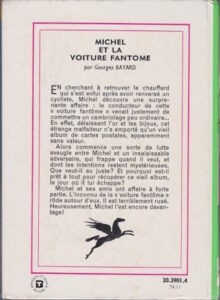 MICHEL
ET LA
VOITURE FANTOME
par Georges BAYARD
EN cherchant à retrouver le chauffard
qui s'est enfui après avoir renversé un
cycliste, Michel découvre une surpre-
nante affaire : le conducteur de cette
« voiture fantôme » venait justement de
commettre un cambriolage peu ordinaire...
En effet, délaissant l'or et les bijoux, cet
étrange malfaiteur n'a emporté qu'un vieil
album de cartes postales, apparemment
sans valeur.
Alors commence une sorte de lutte
aveugle entre Michel et un insaisissable
adversaire, qui frappe quand il veut, et
dont les intentions restent mystérieuses.
Que veut-il au juste? Et pourquoi est-il
prêt à tout pour récupérer ce vieil album,
le jour où il lui échappe?
Michel et ses amis ont affaire à forte
partie. L'inconnu de la « voiture fantôme »
rôde autour d'eux. Il est terriblement rusé.
Heureusement, Michel l'est encore davan-
tage!
20.3901.4